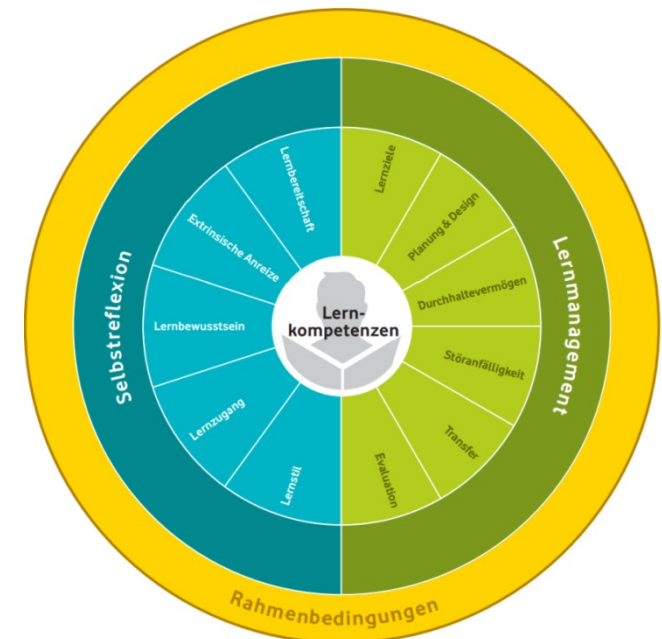 Lern-
kompetenzen
Selbstreflexion
Lernbereitschaft
Extrinsische Anreize
Lernbewusstsein
Lernzugang
Lernstil
Lernmanagement
Lernziele
Planung & Design
Durchhaltevermögen
Störanfälligkeit
Transfer
Evaluation
Rahmenbedingungen